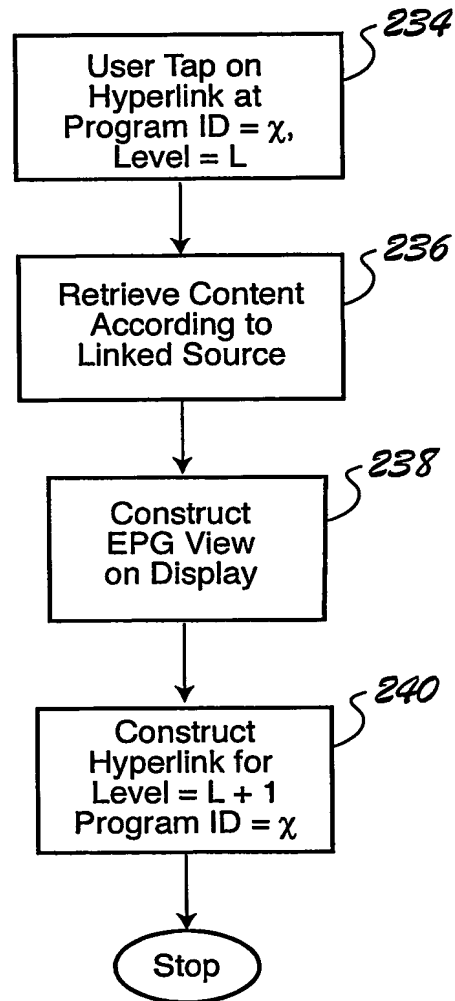 234
User Tap on
Hyperlink at
Program ID = χ,
Level = L
236
Retrieve Content
According to
Linked Source
238
Construct
EPG View
on Display
240
Construct
Hyperlink for
Level = L + 1
Program ID = χ
Stop